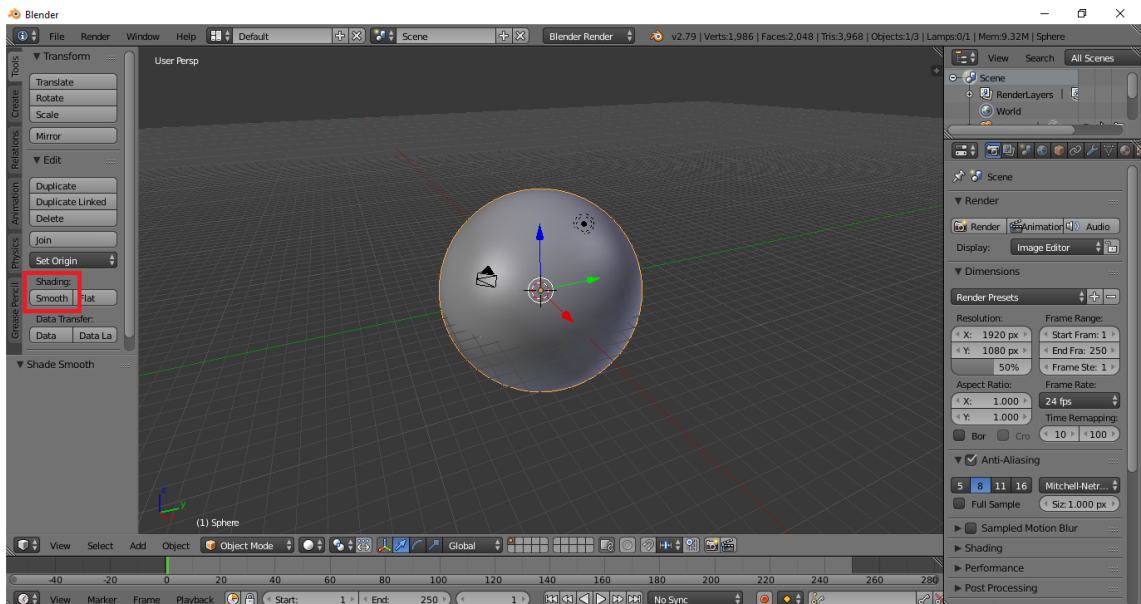 Blender
File Render Window Help Default Scene Blender Render v2.79 | Verts:1,986 | Faces:2,048 | Tris:3,968 | Objects:1/3 | Lamps:0/1 | Mem:9.32M | Sphere
Tools
Create
Relations
Animation
Physics
Grease Pencil
Transform
Translate
Rotate
Scale
Mirror
Edit
Duplicate
Duplicate Linked
Delete
Join
Set Origin
Shading:
Smooth Flat
Data Transfer:
Data Data La
Shade Smooth
User Persp
z
y
(1) Sphere
View Search All Scenes
Scene
RenderLayers |
World
Scene
Render
Render Animation Audio
Display: Image Editor
Dimensions
Render Presets
Resolution: Frame Range:
X: 1920 px Start Fram: 1
Y: 1080 px End Fra: 250
50% Frame Ste: 1
Aspect Ratio: Frame Rate:
X: 1.000 24 fps
Y: 1.000 Time Remapping:
Bor Cro 10 100
Anti-Aliasing
5 8 11 16 Mitchell-Netr...
Full Sample Siz: 1.000 px
Sampled Motion Blur
Shading
Performance
Post Processing
View Select Add Object Object Mode Global
-40 -20 0 20 40 60 80 100 120 140 160 180 200 220 240 260 280
View Marker Frame Playback Start: 1 End: 250 1 No Sync